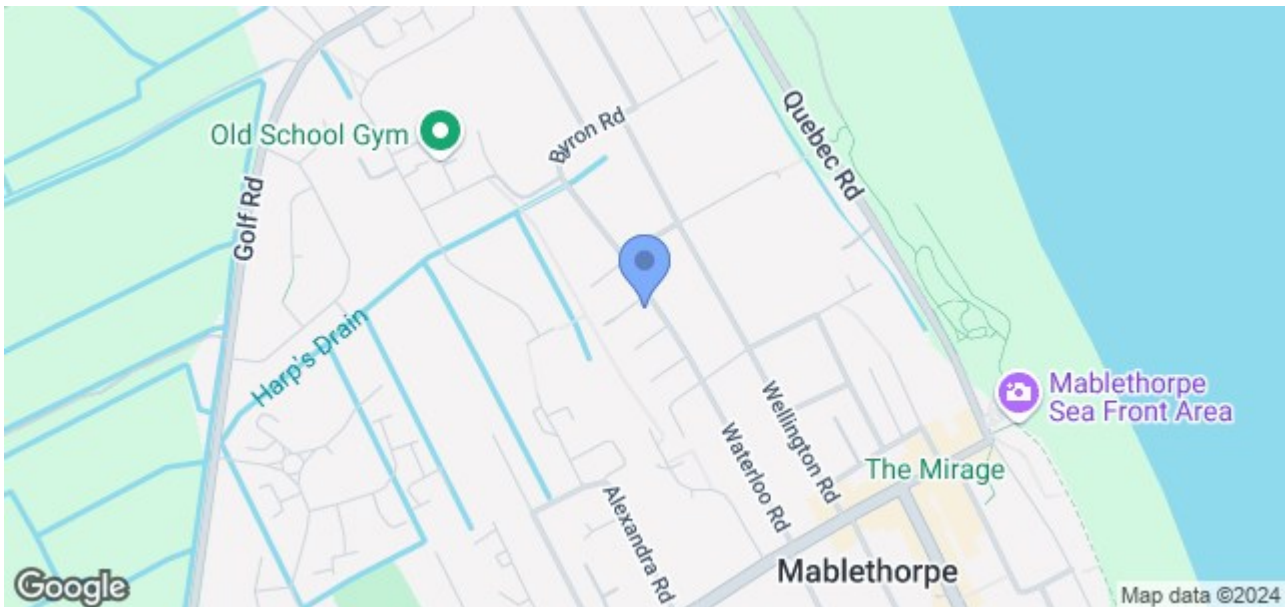 Quebec Rd
Old School Gym
Byron Rd
Golf Rd
Harp's Drain
Mablethorpe
Sea Front Area
Wellington Rd
Waterloo Rd
The Mirage
Alexandra Rd
Mablethorpe
Google
Map data ©2024